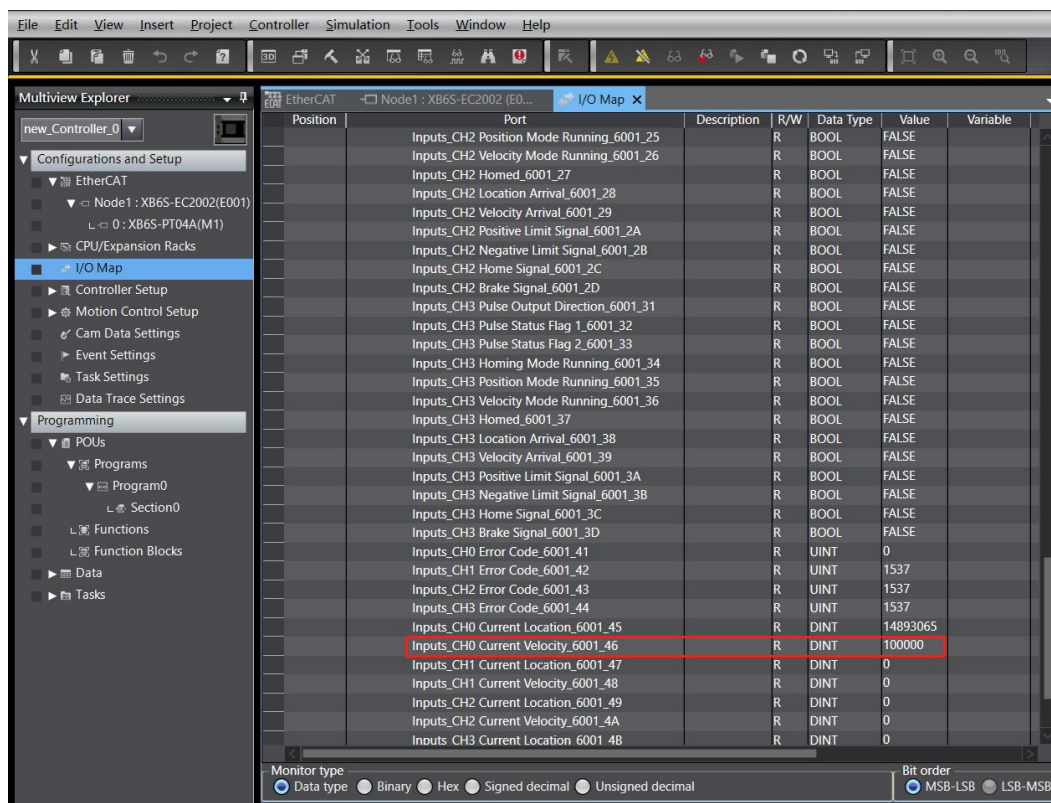 File Edit View Insert Project Controller Simulation Tools Window Help
Multiview Explorer
new_Controller_0
Configurations and Setup
EtherCAT
Node1 : XB6S-EC2002(E001)
0 : XB6S-PT04A(M1)
CPU/Expansion Racks
I/O Map
Controller Setup
Motion Control Setup
Cam Data Settings
Event Settings
Task Settings
Data Trace Settings
Programming
POUs
Programs
Program0
Section0
Functions
Function Blocks
Data
Tasks
EtherCAT Node1 : XB6S-EC2002 (E0... I/O Map
Position Port Description R/W Data Type Value Variable
Inputs_CH2 Position Mode Running_6001_25 R BOOL FALSE
Inputs_CH2 Velocity Mode Running_6001_26 R BOOL FALSE
Inputs_CH2 Homed_6001_27 R BOOL FALSE
Inputs_CH2 Location Arrival_6001_28 R BOOL FALSE
Inputs_CH2 Velocity Arrival_6001_29 R BOOL FALSE
Inputs_CH2 Positive Limit Signal_6001_2A R BOOL FALSE
Inputs_CH2 Negative Limit Signal_6001_2B R BOOL FALSE
Inputs_CH2 Home Signal_6001_2C R BOOL FALSE
Inputs_CH2 Brake Signal_6001_2D R BOOL FALSE
Inputs_CH3 Pulse Output Direction_6001_31 R BOOL FALSE
Inputs_CH3 Pulse Status Flag 1_6001_32 R BOOL FALSE
Inputs_CH3 Pulse Status Flag 2_6001_33 R BOOL FALSE
Inputs_CH3 Homing Mode Running_6001_34 R BOOL FALSE
Inputs_CH3 Position Mode Running_6001_35 R BOOL FALSE
Inputs_CH3 Velocity Mode Running_6001_36 R BOOL FALSE
Inputs_CH3 Homed_6001_37 R BOOL FALSE
Inputs_CH3 Location Arrival_6001_38 R BOOL FALSE
Inputs_CH3 Velocity Arrival_6001_39 R BOOL FALSE
Inputs_CH3 Positive Limit Signal_6001_3A R BOOL FALSE
Inputs_CH3 Negative Limit Signal_6001_3B R BOOL FALSE
Inputs_CH3 Home Signal_6001_3C R BOOL FALSE
Inputs_CH3 Brake Signal_6001_3D R BOOL FALSE
Inputs_CH0 Error Code_6001_41 R UINT 0
Inputs_CH1 Error Code_6001_42 R UINT 1537
Inputs_CH2 Error Code_6001_43 R UINT 1537
Inputs_CH3 Error Code_6001_44 R UINT 1537
Inputs_CH0 Current Location_6001_45 R DINT 14893065
Inputs_CH0 Current Velocity_6001_46 R DINT 100000
Inputs_CH1 Current Location_6001_47 R DINT 0
Inputs_CH1 Current Velocity_6001_48 R DINT 0
Inputs_CH2 Current Location_6001_49 R DINT 0
Inputs_CH2 Current Velocity_6001_4A R DINT 0
Inputs_CH3 Current Location_6001_4B R DINT 0
Monitor type Bit order
Data type Binary Hex Signed decimal Unsigned decimal MSB-LSB LSB-MSB